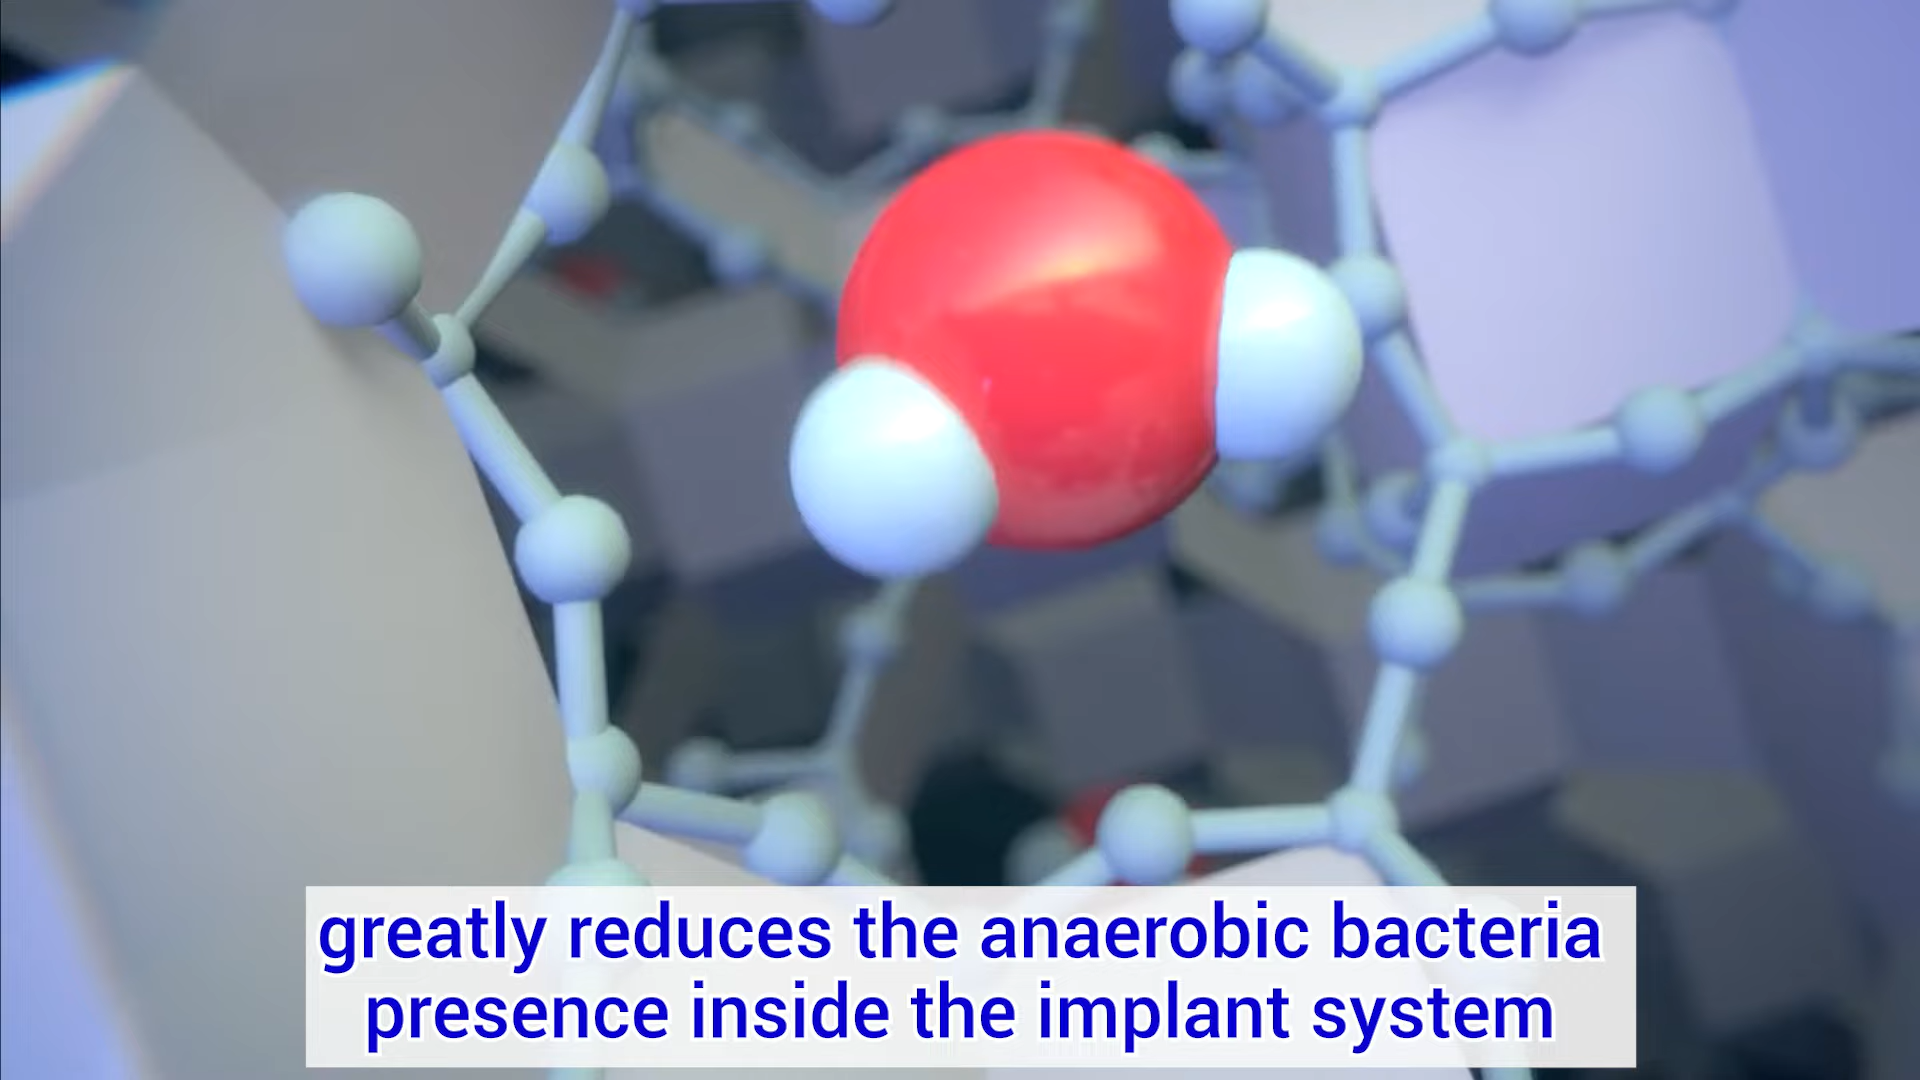 greatly reduces the anaerobic bacteria
presence inside the implant system